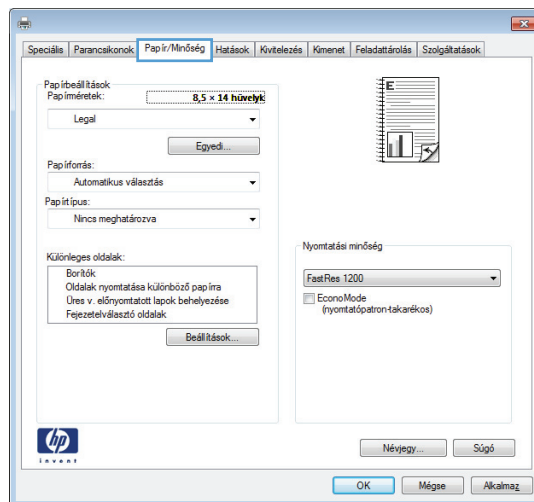 Speciális Parancsikonok Papír/Minőség Hatások Kivitelezés Kimenet Feladattárolás Szolgáltatások
Papírbeállítások
Papírméretek: 8,5 × 14 hüvelyk
Legal
Egyedi...
Papírforrás:
Automatikus választás
Papírtípus:
Nincs meghatározva
Különleges oldalak:
Borítók
Oldalak nyomtatása különböző papírra
Üres v. előnyomtatott lapok behelyezése
Fejezetelválasztó oldalak
Beállítások...
E
Nyomtatási minőség
FastRes 1200
EconoMode
(nyomtatópatron-takarékos)
hp
invent
Névjegy... Súgó
OK Mégse Alkalmaz